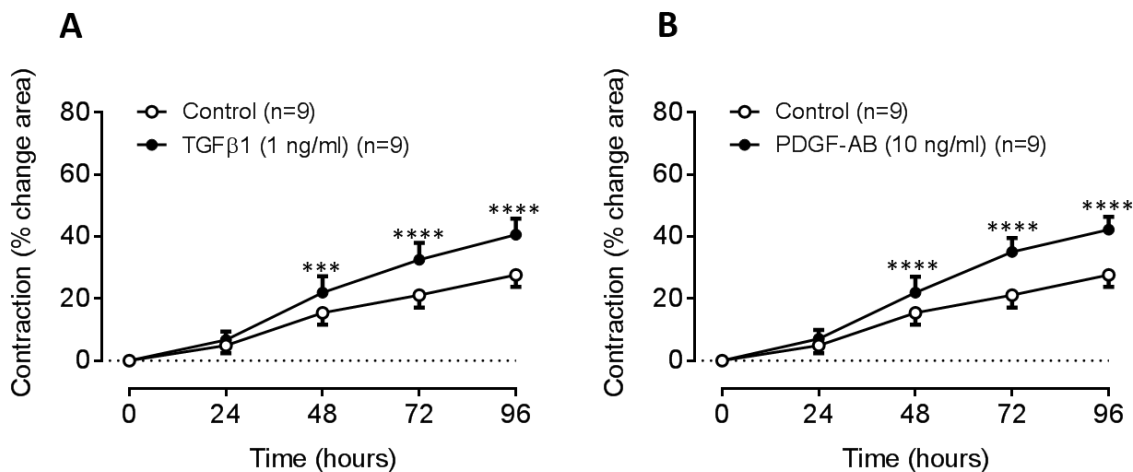 A
Contraction (% change area)
80
60
40
20
0
Control (n=9)
TGFβ1 (1 ng/ml) (n=9)
***
****
****
0 24 48 72 96
Time (hours)
B
Contraction (% change area)
80
60
40
20
0
Control (n=9)
PDGF-AB (10 ng/ml) (n=9)
****
****
****
0 24 48 72 96
Time (hours)